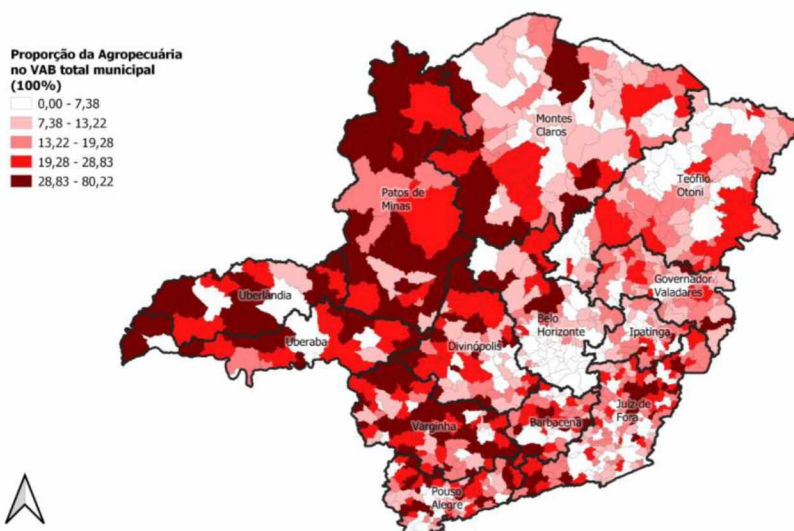 Proporção da Agropecuária
no VAB total municipal
(100%)
0,00 - 7,38
7,38 - 13,22
13,22 - 19,28
19,28 - 28,83
28,83 - 80,22
Montes
Claros
Teófilo
Otoni
Patos de
Minas
Governador
Valadares
Uberlândia
Belo
Horizonte
Ipatinga
Uberaba
Divinópolis
Juiz de
Fora
Varginha
Barbacena
Pouso
Alegre